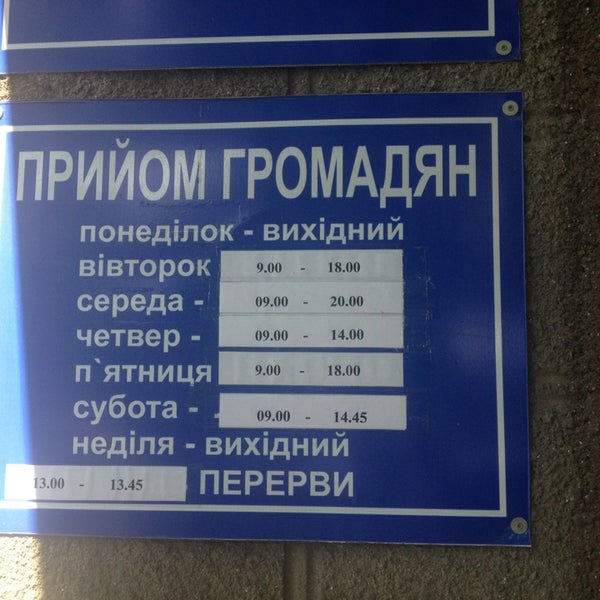 ПРИЙОМ ГРОМАДЯН
понеділок - вихідний
вівторок 9.00 - 18.00
середа - 09.00 - 20.00
четвер - 09.00 - 14.00
п`ятниця 9.00 - 18.00
субота - 09.00 - 14.45
неділя - вихідний
13.00 - 13.45 ПЕРЕРВИ